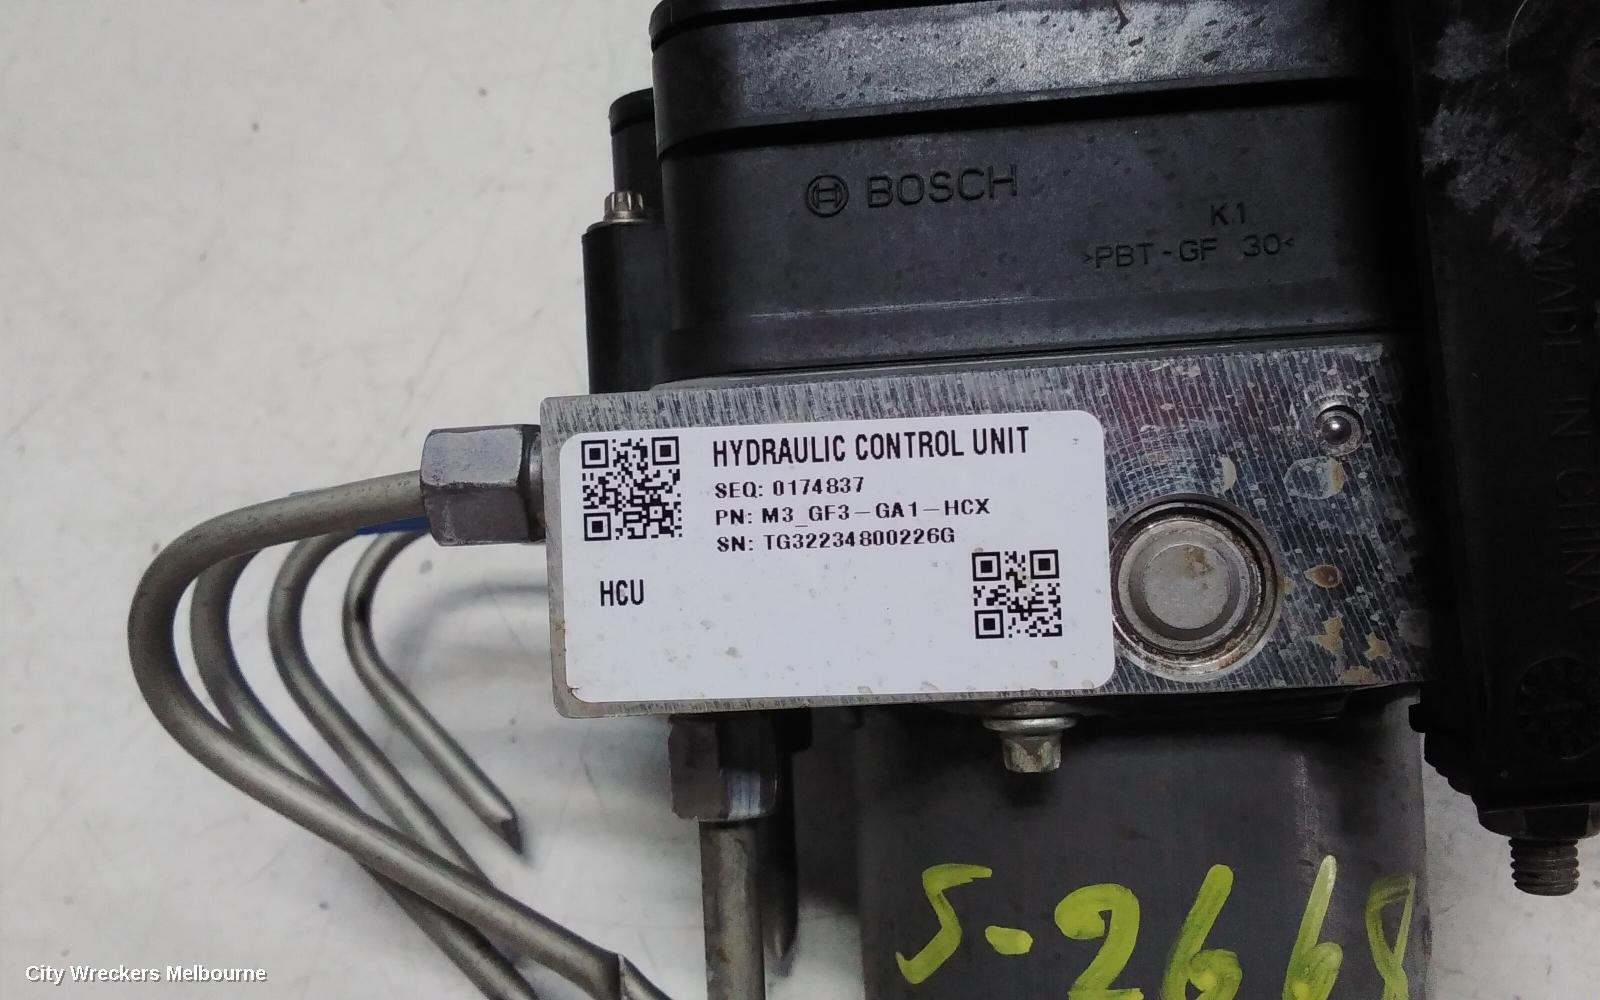 BOSCH
K1
>PBT-GF 30<
MADE IN CHINA
HYDRAULIC CONTROL UNIT
SEQ: 0174837
PN: M3_GF3-GA1-HCX
SN: TG32234800226G
HCU
S-2668
City Wreckers Melbourne